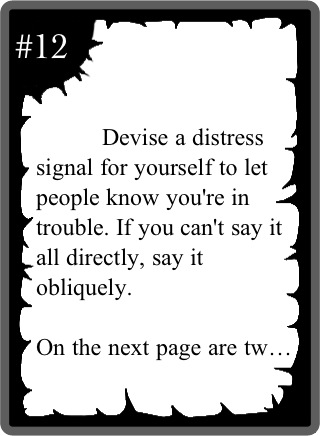 #12
Devise a distress
signal for yourself to let
people know you're in
trouble. If you can't say it
all directly, say it
obliquely.
On the next page are tw…